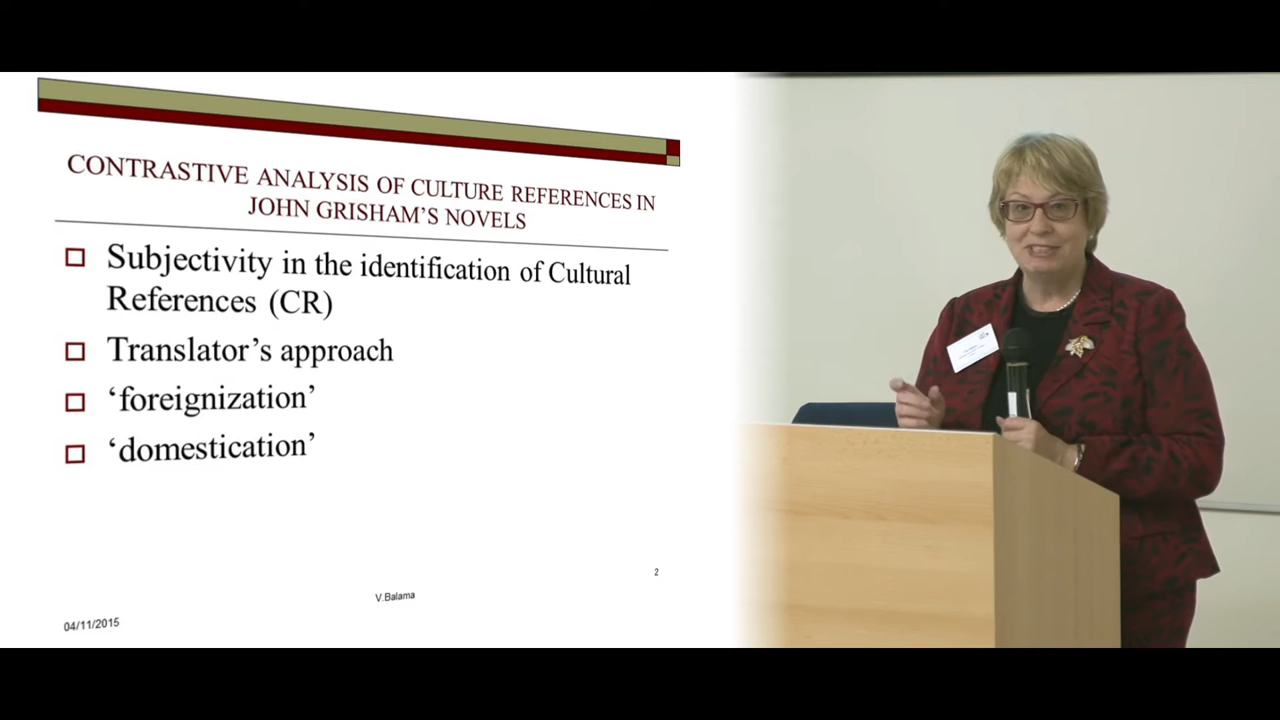 CONTRASTIVE ANALYSIS OF CULTURE REFERENCES IN
JOHN GRISHAM’S NOVELS
Subjectivity in the identification of Cultural
References (CR)
Translator’s approach
‘foreignization’
‘domestication’
2
V.Balama
04/11/2015